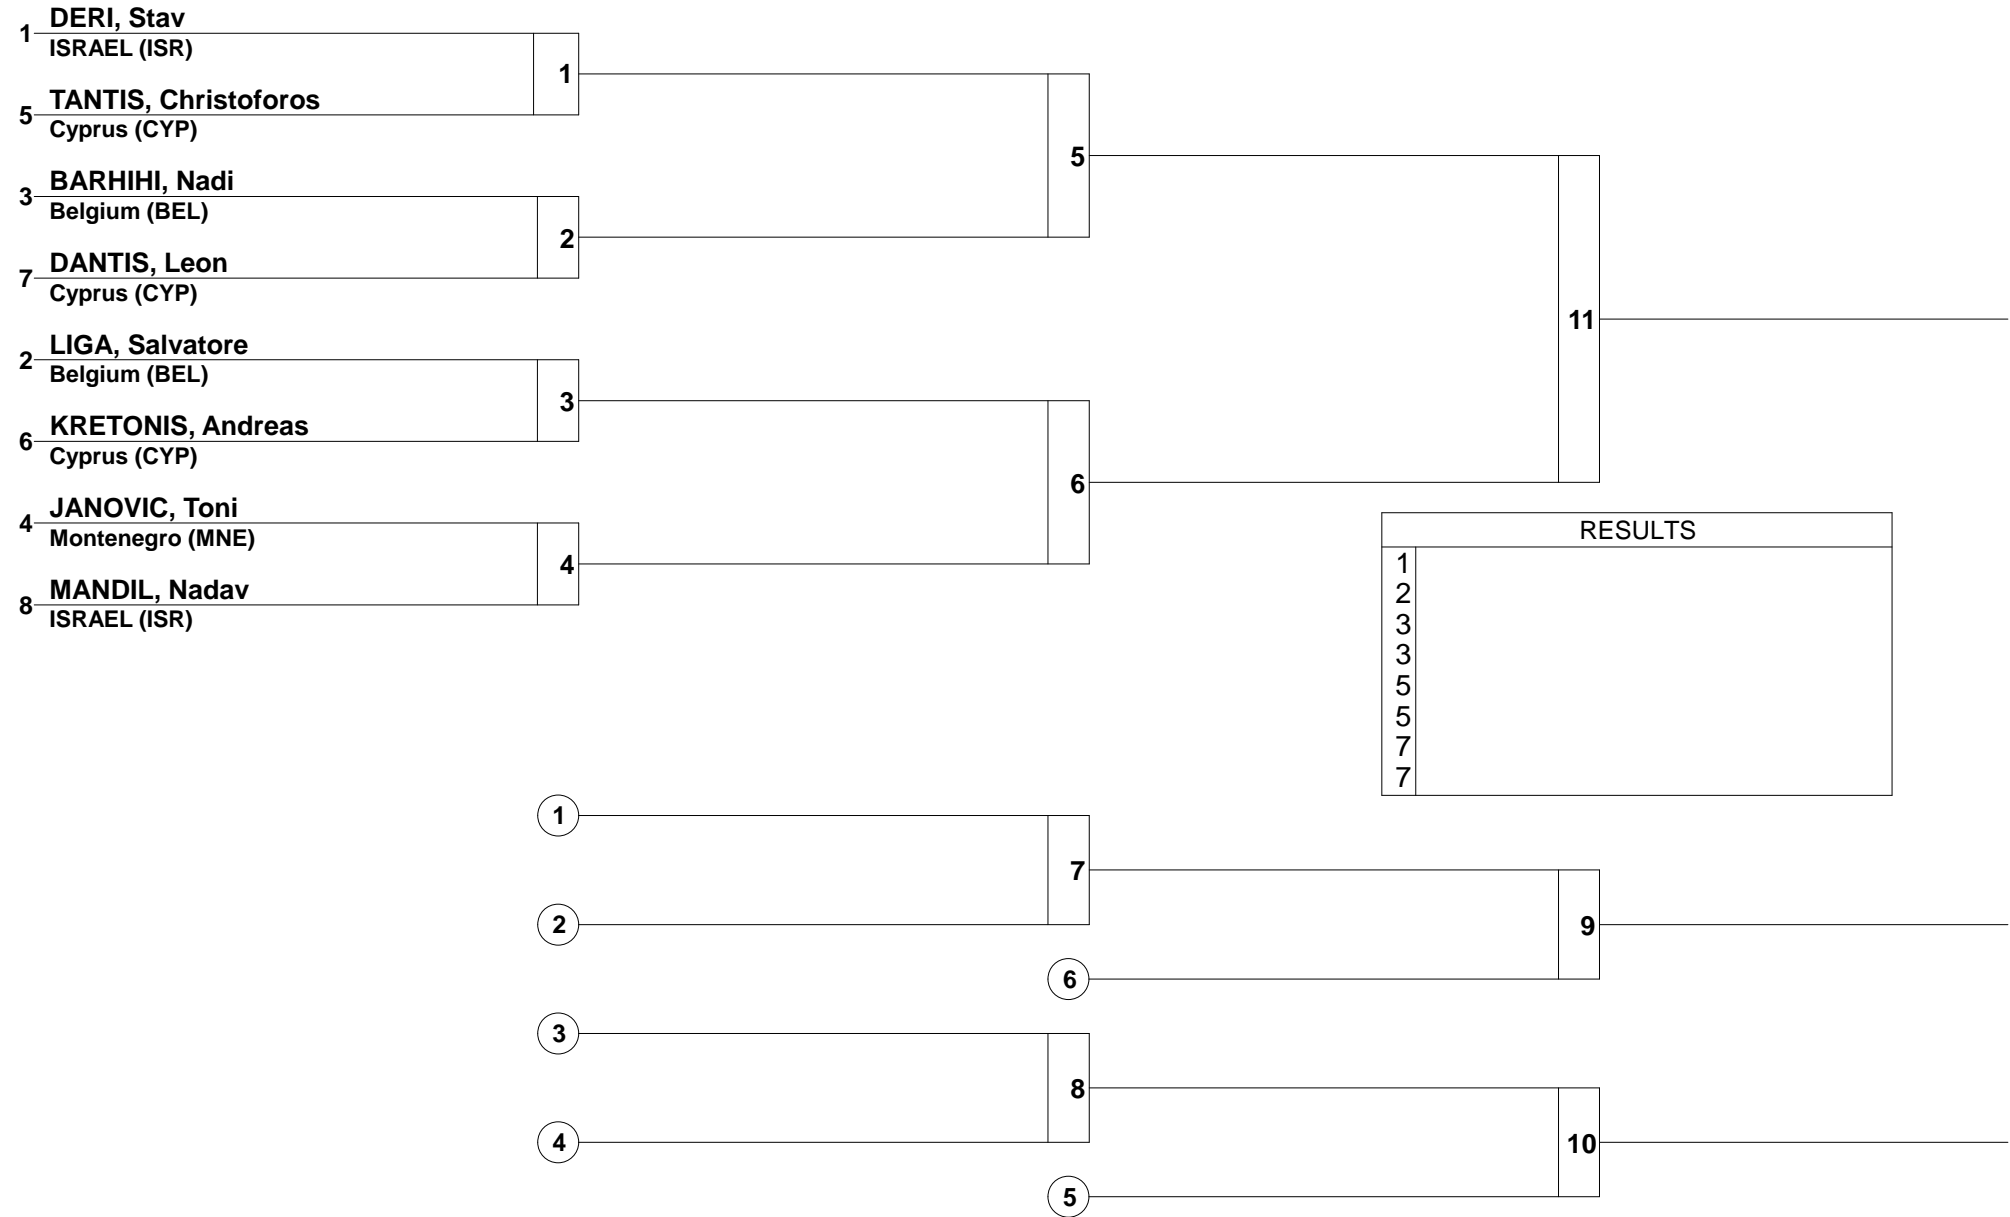 DERI, Stav
1
ISRAEL (ISR)
1
TANTIS, Christoforos
5
Cyprus (CYP)
5
BARHIHI, Nadi
3
Belgium (BEL)
2
DANTIS, Leon
7
Cyprus (CYP)
11
LIGA, Salvatore
2
Belgium (BEL)
3
KRETONIS, Andreas
6
Cyprus (CYP)
6
JANOVIC, Toni
4
Montenegro (MNE)
4
MANDIL, Nadav
8
ISRAEL (ISR)
RESULTS
1
2
3
3
5
5
7
7
1
7
2
9
6
3
8
4
10
5